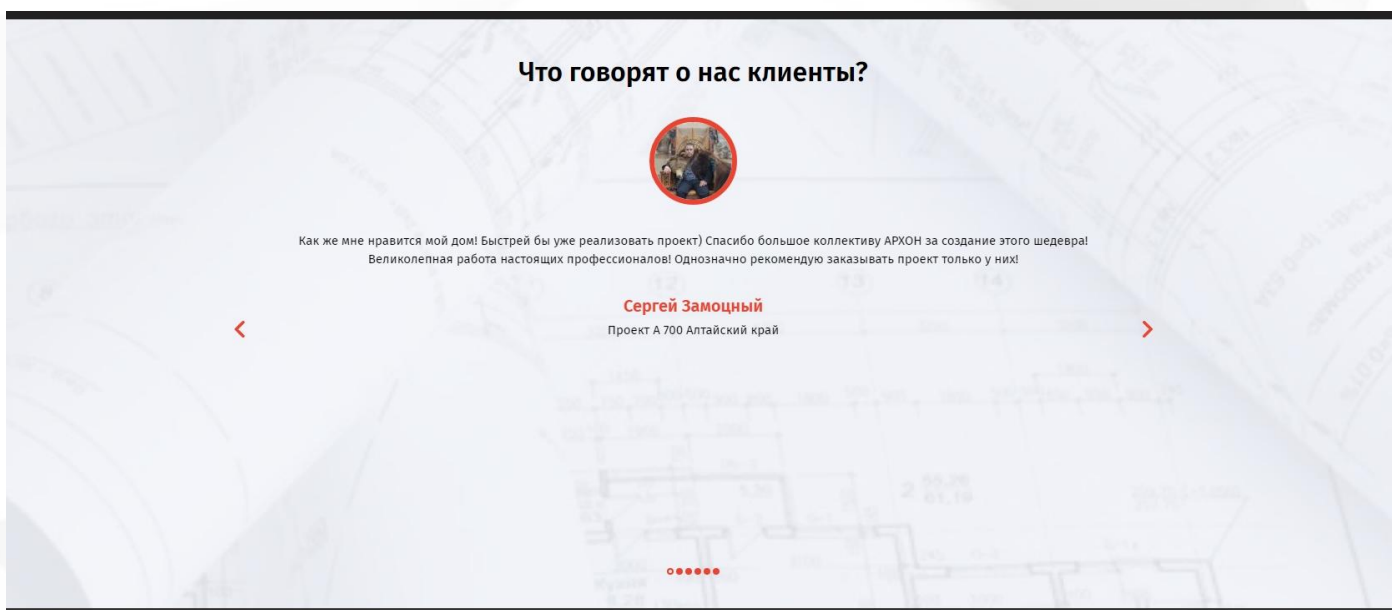 Что говорят о нас клиенты?
Как же мне нравится мой дом! Быстрей бы уже реализовать проект) Спасибо большое коллективу АРХОН за создание этого шедевра!
Великолепная работа настоящих профессионалов! Однозначно рекомендую заказывать проект только у них!
Сергей Замоцный
Проект А 700 Алтайский край